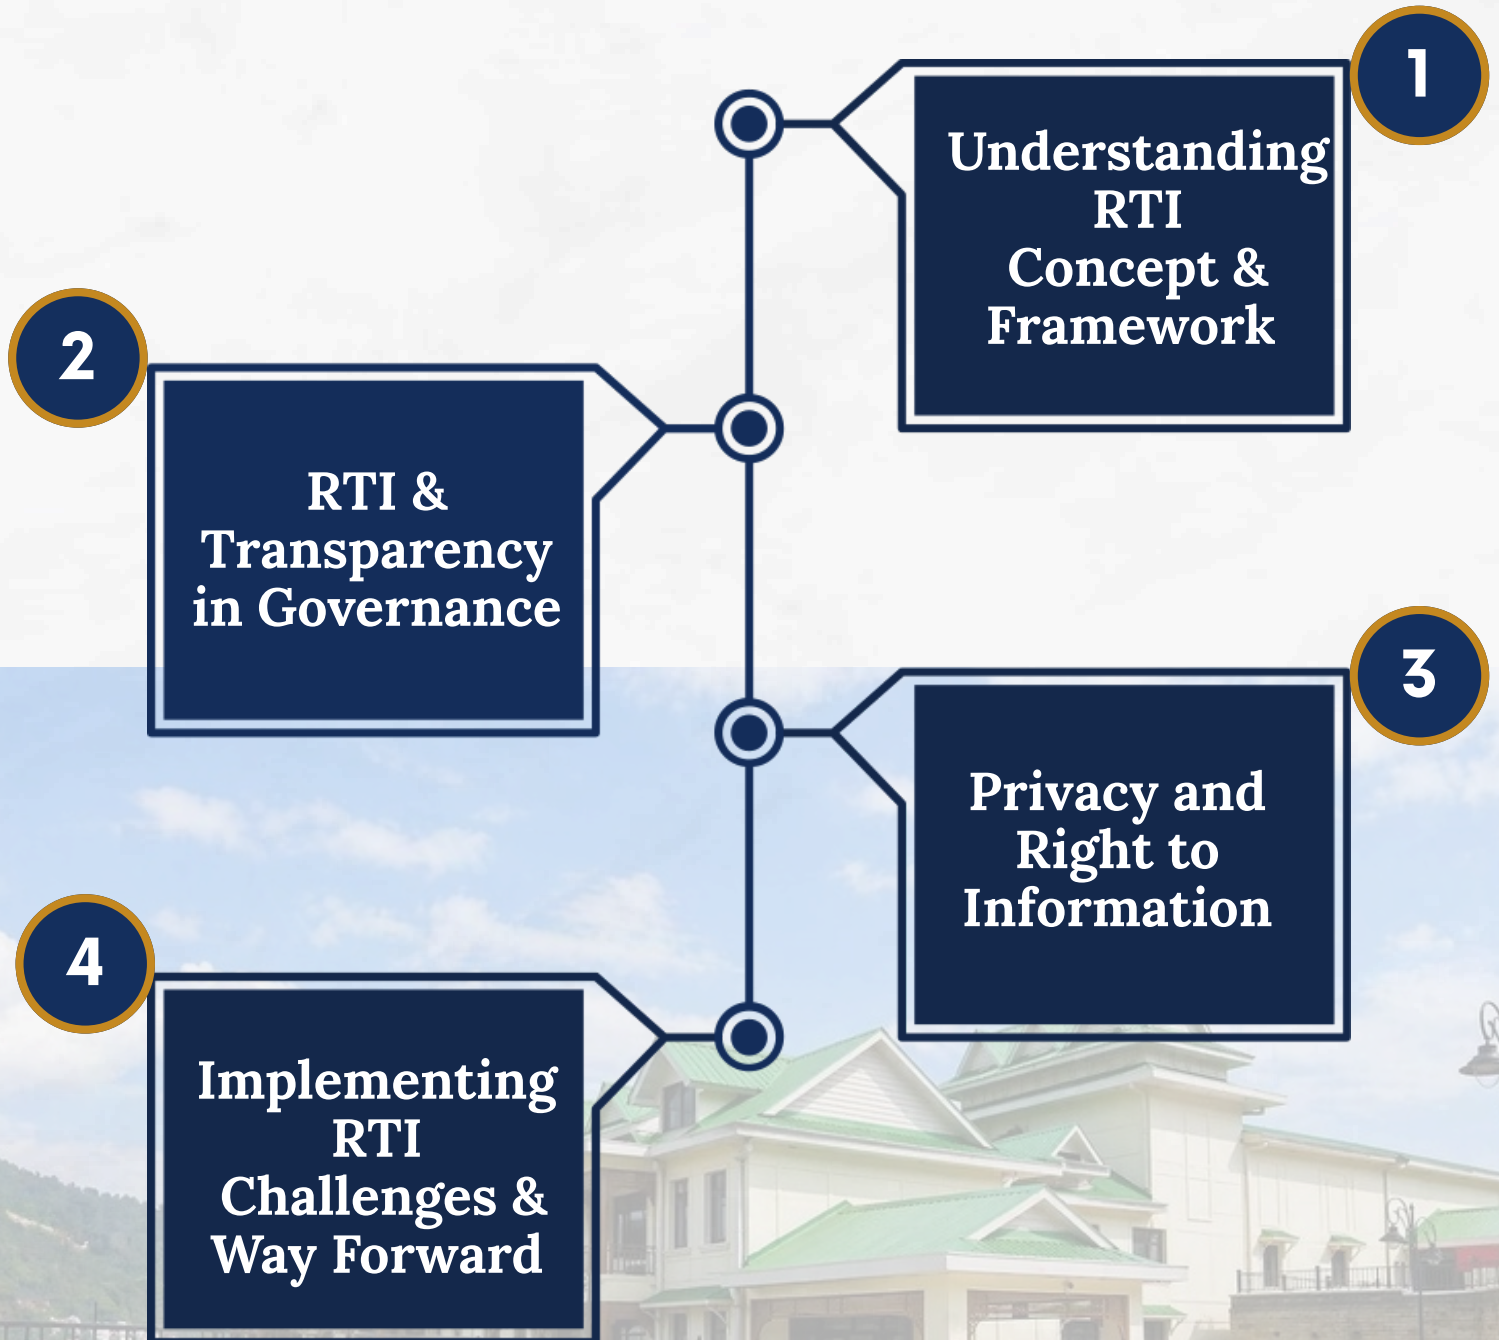 1
Understanding
RTI
Concept &
Framework
2
RTI &
Transparency
in Governance
3
Privacy and
Right to
Information
4
Implementing
RTI
Challenges &
Way Forward